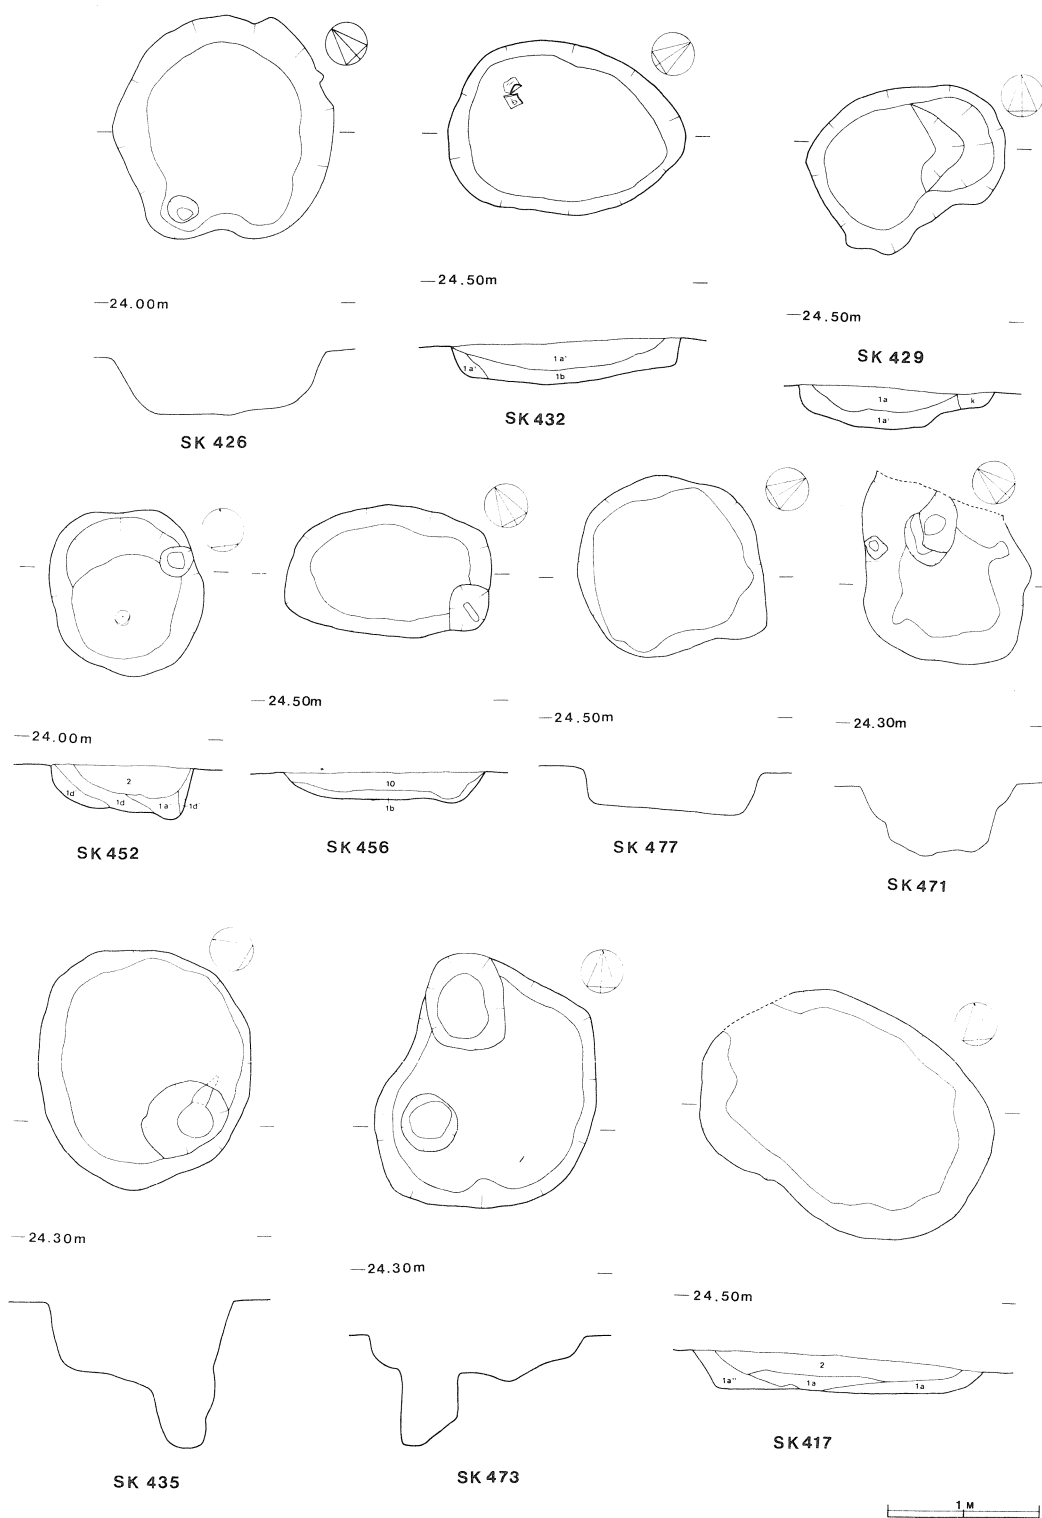 24.00m
SK 426
24.50m
1a'
1a'
1b
SK 432
24.50m
SK 429
1a
k
1a'
24.00m
2
1d
1d
1a
1d
SK 452
24.50m
10
1b
SK 456
24.50m
SK 477
24.30m
SK 471
24.30m
SK 435
24.30m
SK 473
24.50m
2
1a"
1a
1a
SK 417
1 M